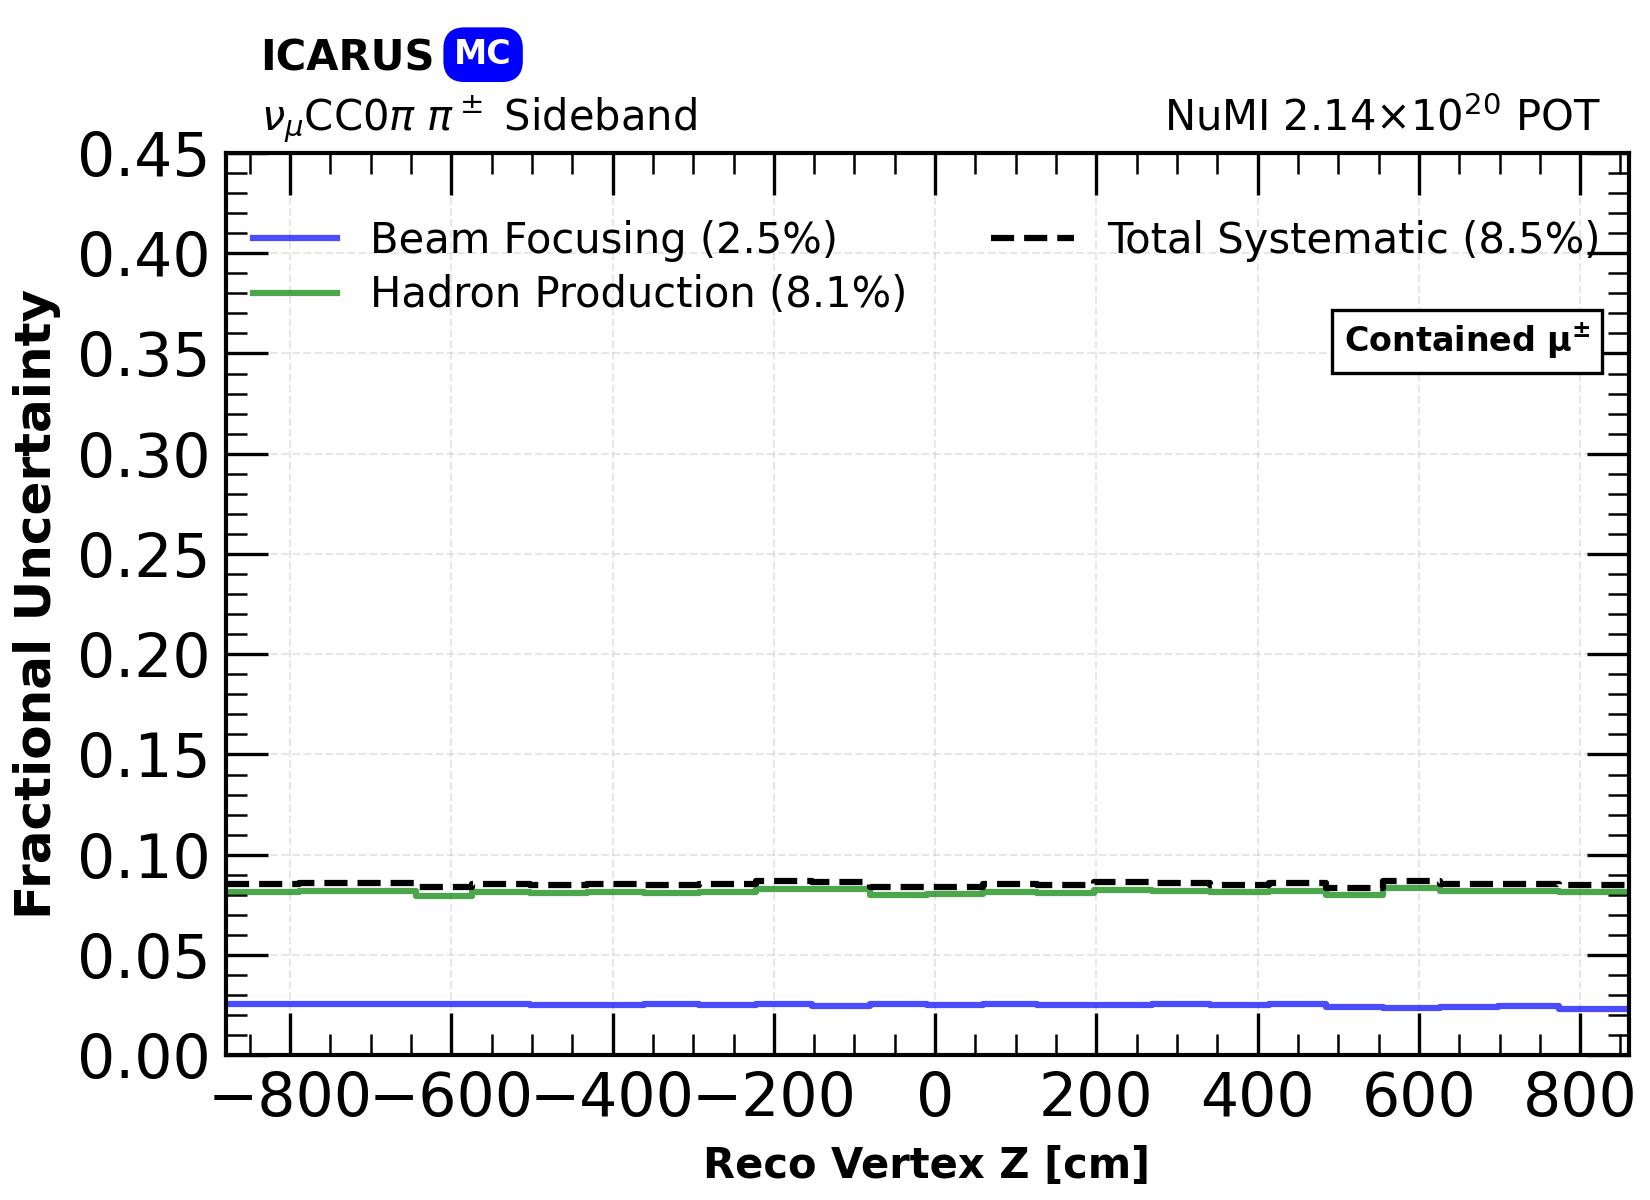 ICARUS MC
νμCC0π π± Sideband
NuMI 2.14×10²⁰ POT
Beam Focusing (2.5%)
Hadron Production (8.1%)
Total Systematic (8.5%)
Contained μ±
Fractional Uncertainty
0.45
0.40
0.35
0.30
0.25
0.20
0.15
0.10
0.05
0.00
−800 −600 −400 −200 0 200 400 600 800
Reco Vertex Z [cm]